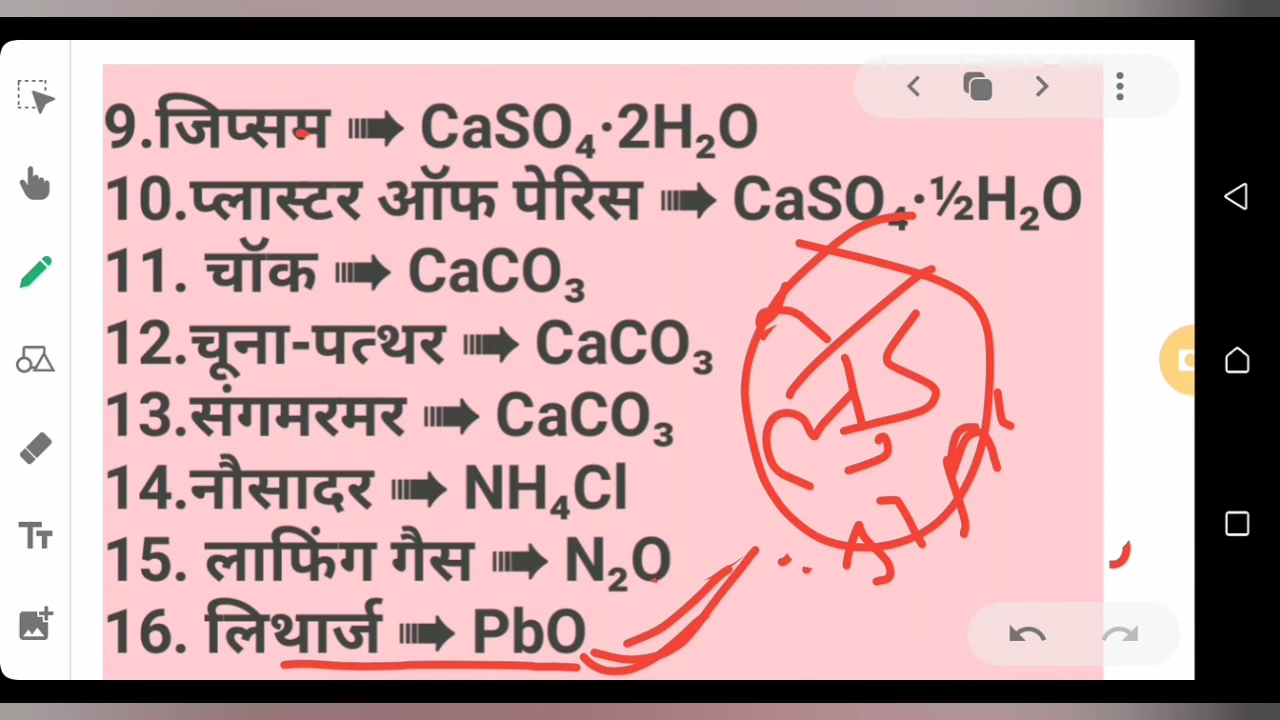 9.जिप्सम ➠ CaSO₄·2H₂O
10.प्लास्टर ऑफ पेरिस ➠ CaSO₄·½H₂O
11. चॉक ➠ CaCO₃
12.चूना-पत्थर ➠ CaCO₃
13.संगमरमर ➠ CaCO₃
14.नौसादर ➠ NH₄Cl
15. लाफिंग गैस ➠ N₂O
16. लिथार्ज ➠ PbO
Tт